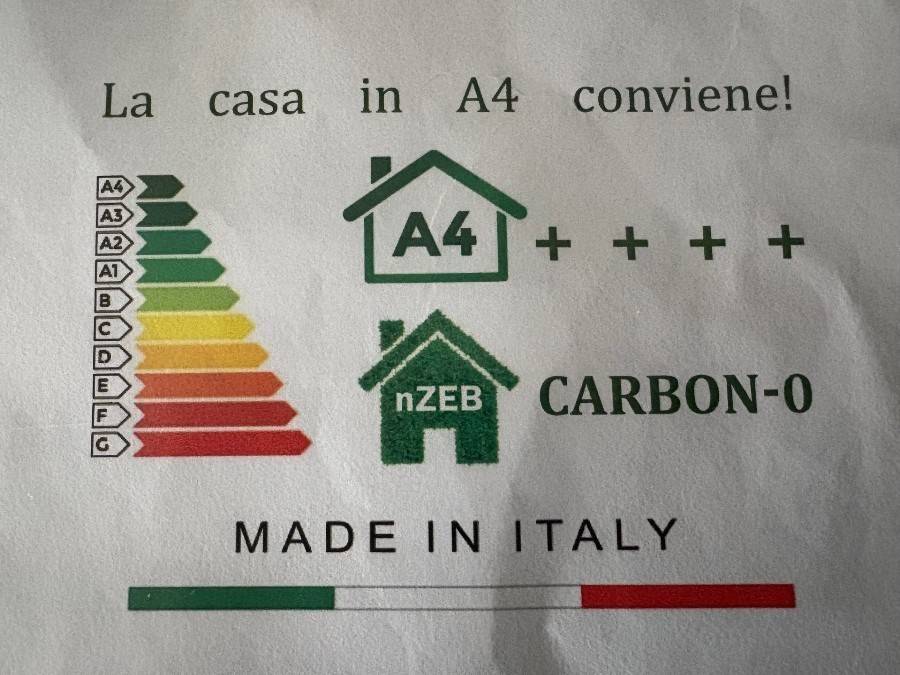 La casa in A4 conviene!
A4
A3
A2
A1
B
C
D
E
F
G
A4 + + + +
nZEB CARBON-0
MADE IN ITALY